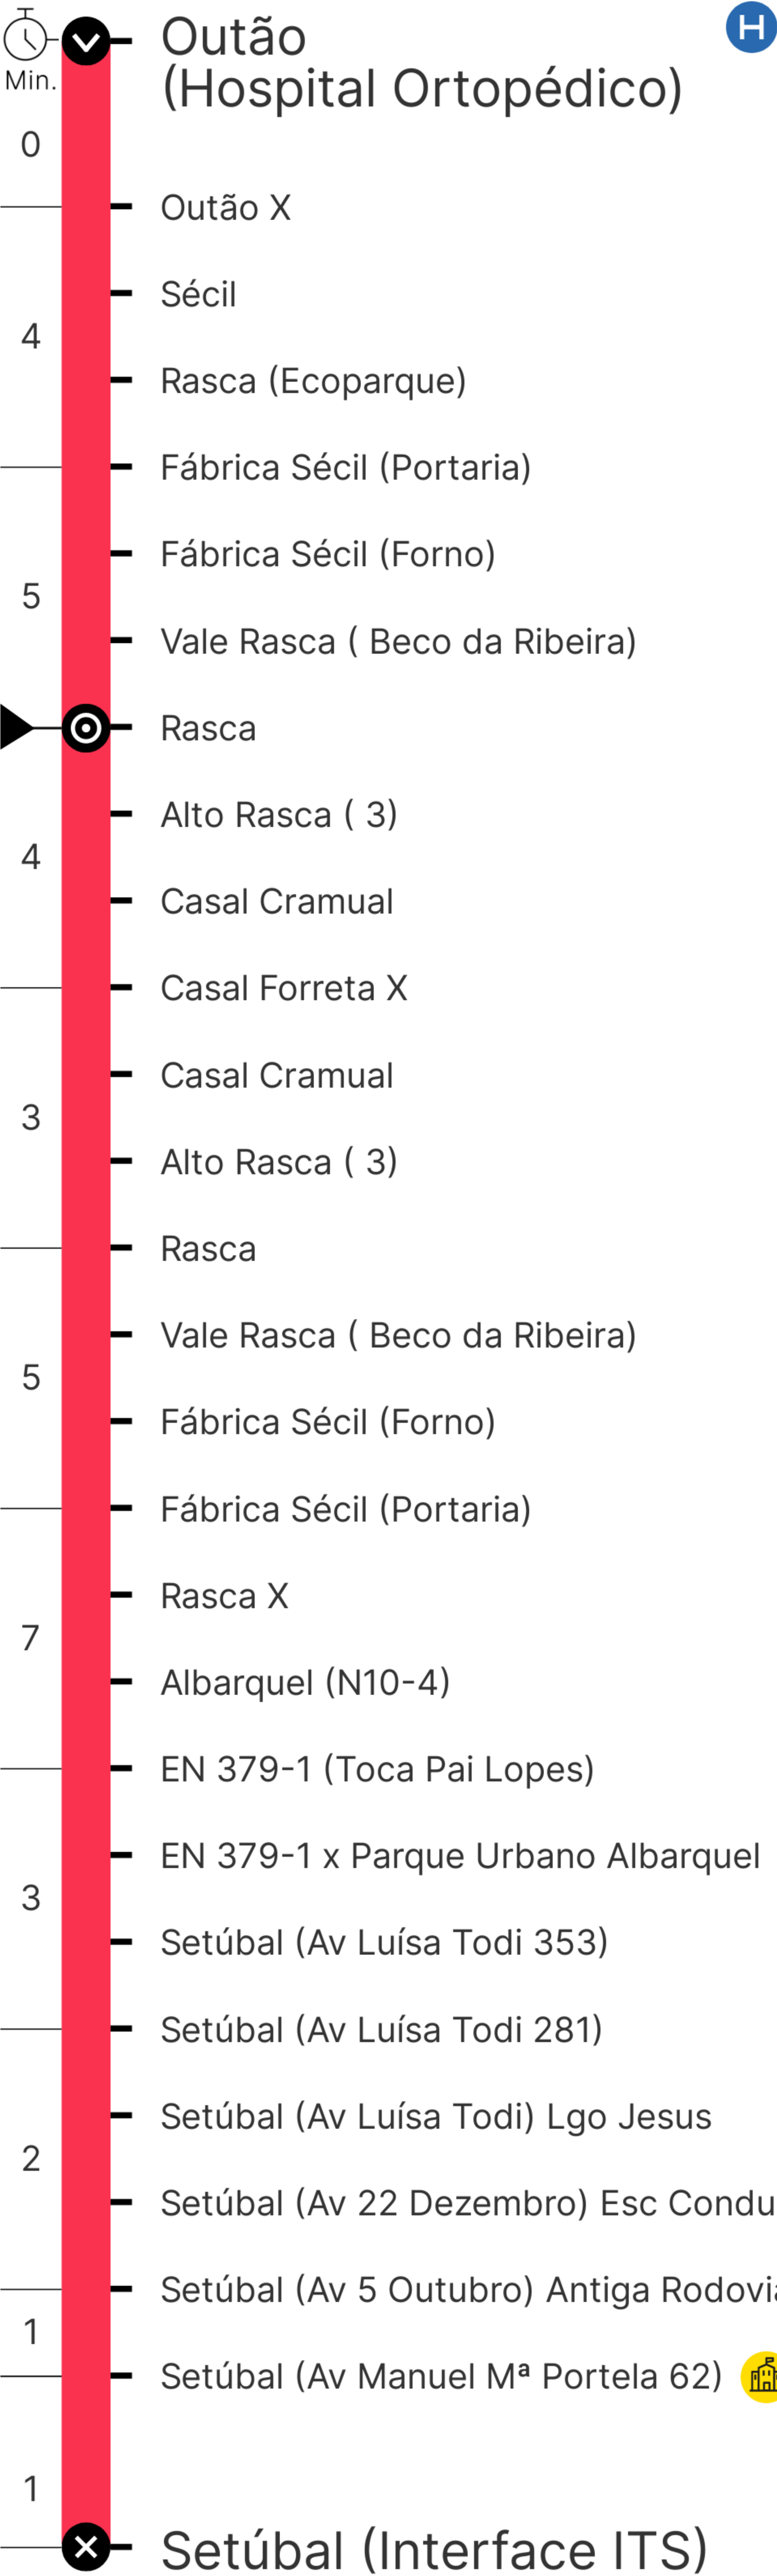 Outão
(Hospital Ortopédico)
H
Min.
0
Outão X
Sécil
4
Rasca (Ecoparque)
Fábrica Sécil (Portaria)
Fábrica Sécil (Forno)
5
Vale Rasca ( Beco da Ribeira)
Rasca
Alto Rasca ( 3)
4
Casal Cramual
Casal Forreta X
Casal Cramual
3
Alto Rasca ( 3)
Rasca
Vale Rasca ( Beco da Ribeira)
5
Fábrica Sécil (Forno)
Fábrica Sécil (Portaria)
Rasca X
7
Albarquel (N10-4)
EN 379-1 (Toca Pai Lopes)
EN 379-1 x Parque Urbano Albarquel
3
Setúbal (Av Luísa Todi 353)
Setúbal (Av Luísa Todi 281)
Setúbal (Av Luísa Todi) Lgo Jesus
2
Setúbal (Av 22 Dezembro) Esc Condu
Setúbal (Av 5 Outubro) Antiga
1
Setúbal (Av Manuel Mª Portela 62)
1
Setúbal (Interface ITS)